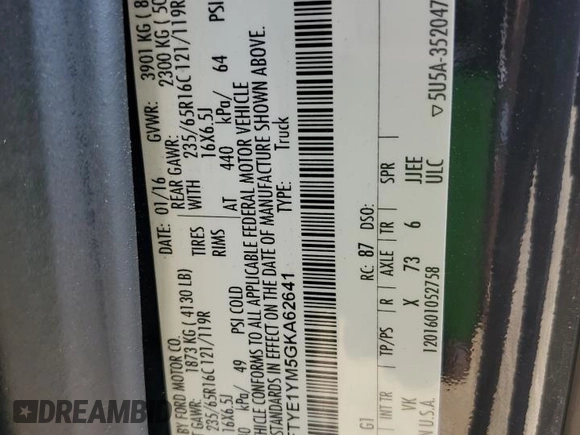 BY FORD MOTOR CO. DATE: 01/16 GVWR: 3901 KG ( 8
GAWR: 1873 KG ( 4130 LB) REAR GAWR: 2300 KG ( 50
235/65R16C 121/119R TIRES WITH 235/65R16C 121/119R
16X6.5J RIMS 16X6.5J
kPa/ 49 PSI COLD AT 440 kPa/ 64 PSI
VEHICLE CONFORMS TO ALL APPLICABLE FEDERAL MOTOR VEHICLE
STANDARDS IN EFFECT ON THE DATE OF MANUFACTURE SHOWN ABOVE.
FTYE1YM5GKA62641 TYPE: Truck
G1 RC: 87 DSO:
INT TR TP/PS R AXLE TR SPR
VK X 73 6 JJEE
U.S.A. 1201601052758 ULC
▽5U5A-352047
DREAMBID